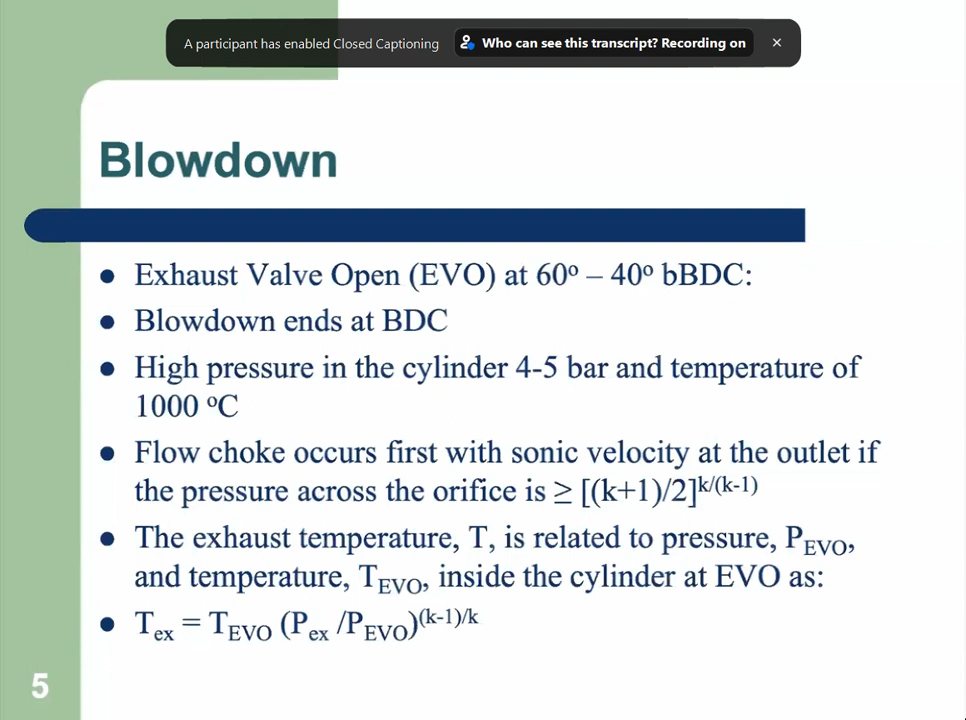 A participant has enabled Closed Captioning
Who can see this transcript? Recording on
Blowdown
● Exhaust Valve Open (EVO) at 60º – 40º bBDC:
● Blowdown ends at BDC
● High pressure in the cylinder 4-5 bar and temperature of
1000 ºC
● Flow choke occurs first with sonic velocity at the outlet if
the pressure across the orifice is ≥ [(k+1)/2]^k/(k-1)
● The exhaust temperature, T, is related to pressure, P_EVO,
and temperature, T_EVO, inside the cylinder at EVO as:
● T_ex = T_EVO (P_ex /P_EVO)^(k-1)/k
5